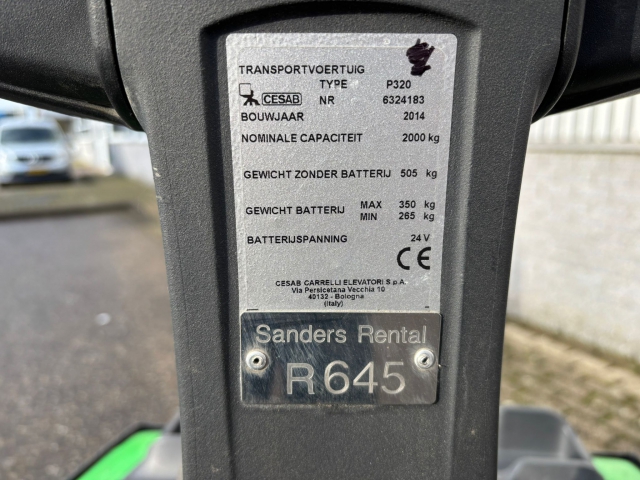 TRANSPORTVOERTUIG
TYPE P320
CESAB NR 6324183
BOUWJAAR 2014
NOMINALE CAPACITEIT 2000 kg
GEWICHT ZONDER BATTERIJ 505 kg
GEWICHT BATTERIJ MAX 350 kg
MIN 265 kg
BATTERIJSPANNING 24 V
CE
CESAB CARRELLI ELEVATORI S.p.A.
Via Persicetana Vecchia 10
40132 - Bologna
(Italy)
Sanders Rental
R645